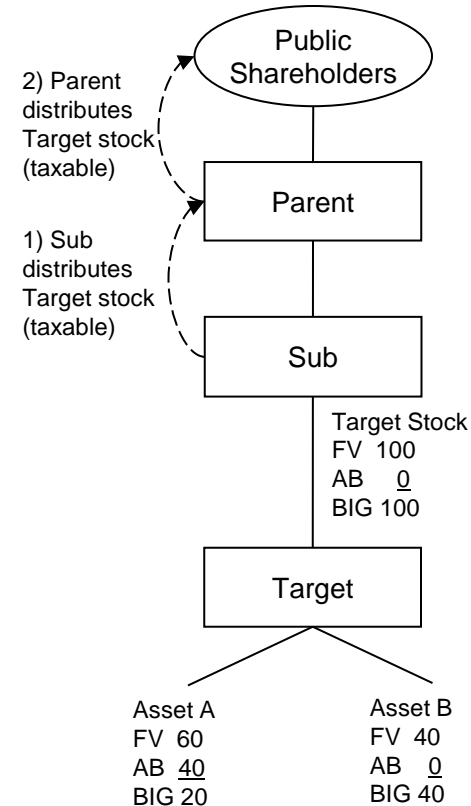 Public
Shareholders
2) Parent
distributes
Target stock
(taxable)
Parent
1) Sub
distributes
Target stock
(taxable)
Sub
Target Stock
FV 100
AB 0
BIG 100
Target
Asset A
FV 60
AB 40
BIG 20
Asset B
FV 40
AB 0
BIG 40